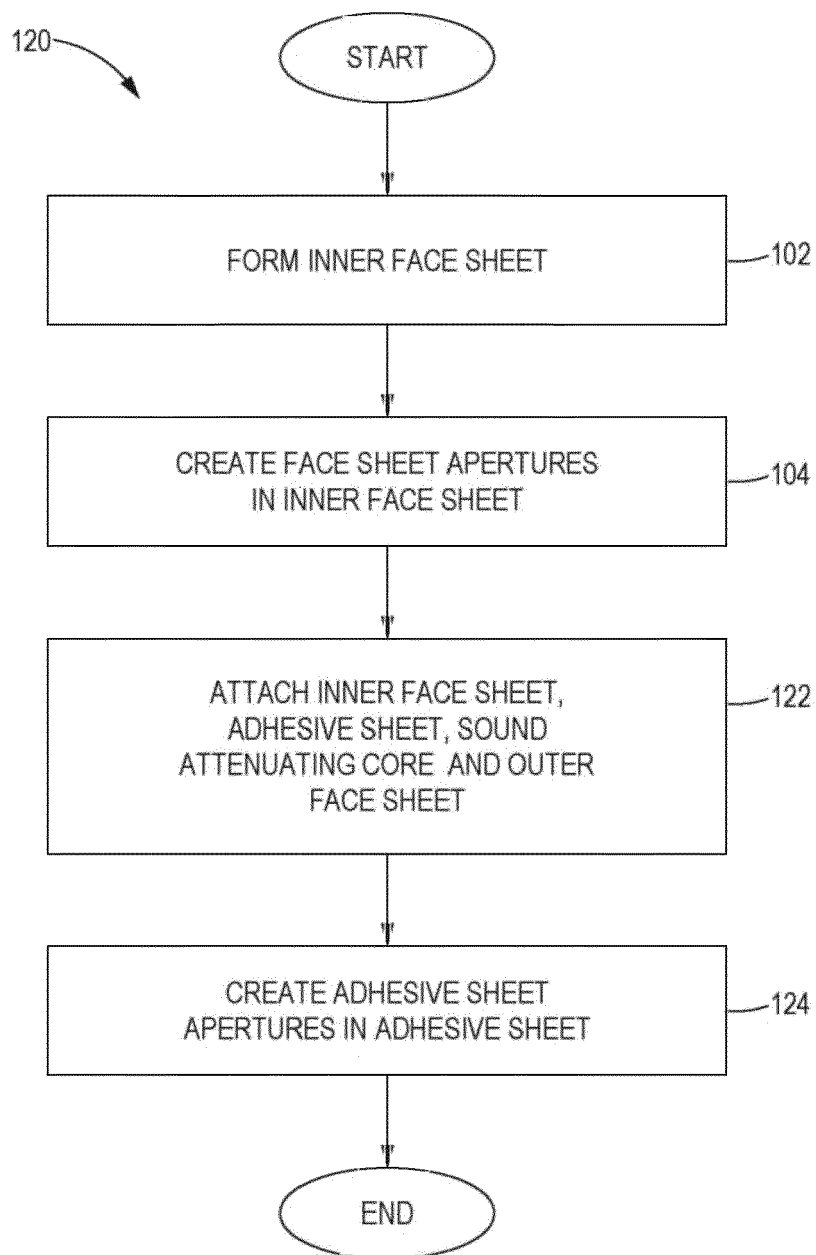 120
START
FORM INNER FACE SHEET
102
CREATE FACE SHEET APERTURES
IN INNER FACE SHEET
104
ATTACH INNER FACE SHEET,
ADHESIVE SHEET, SOUND
ATTENUATING CORE AND OUTER
FACE SHEET
122
CREATE ADHESIVE SHEET
APERTURES IN ADHESIVE SHEET
124
END